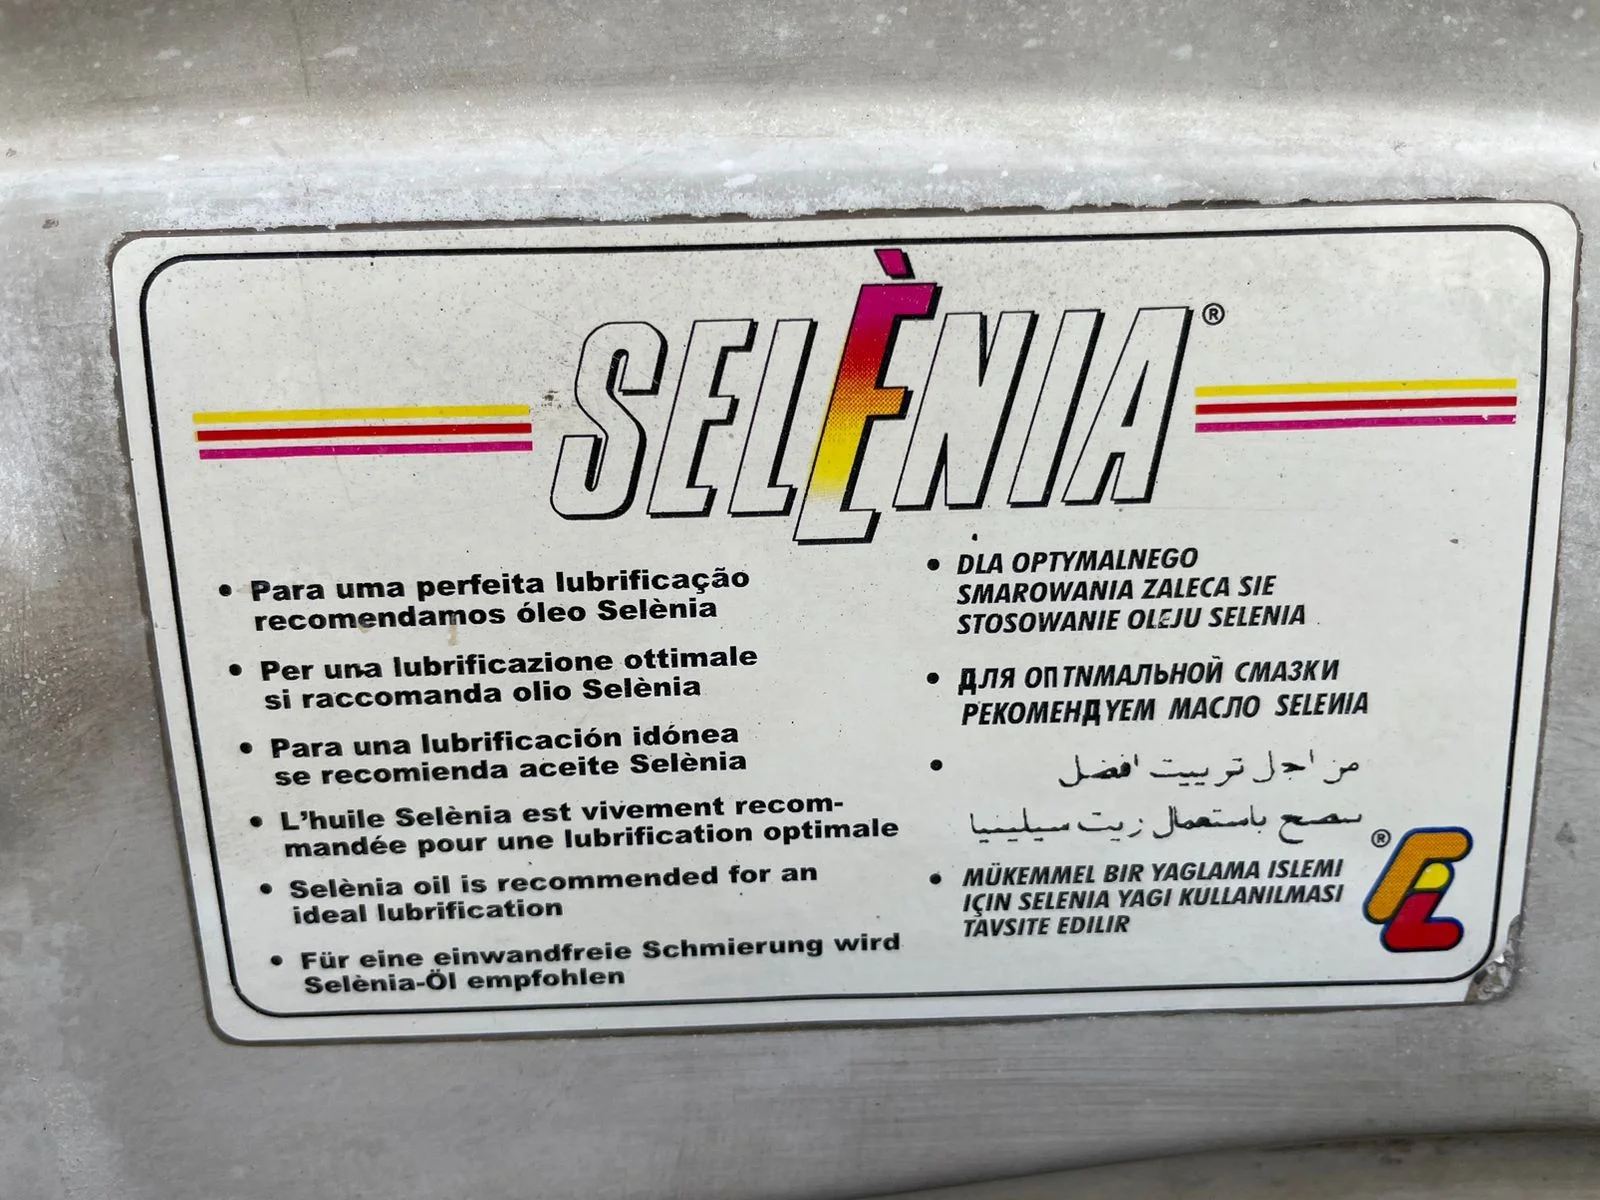 SELÈNIA®
• Para uma perfeita lubrificação
recomendamos óleo Selènia
• Per una lubrificazione ottimale
si raccomanda olio Selènia
• Para una lubrificación idónea
se recomienda aceite Selènia
• L'huile Selènia est vivement recom-
mandée pour une lubrification optimale
• Selènia oil is recommended for an
ideal lubrification
• Für eine einwandfreie Schmierung wird
Selènia-Öl empfohlen
• DLA OPTYMALNEGO
SMAROWANIA ZALECA SIE
STOSOWANIE OLEJU SELENIA
• ДЛЯ ОПТNМАЛЬНОЙ СМАЗКИ
РЕКОМЕНДУЕМ МАСЛО SELEИIA
• من اجل تربيت افضل
ينصح باستعمال زيت سيلينيا
• MÜKEMMEL BIR YAGLAMA ISLEMI
IÇIN SELENIA YAGI KULLANILMASI
TAVSITE EDILIR
® FL